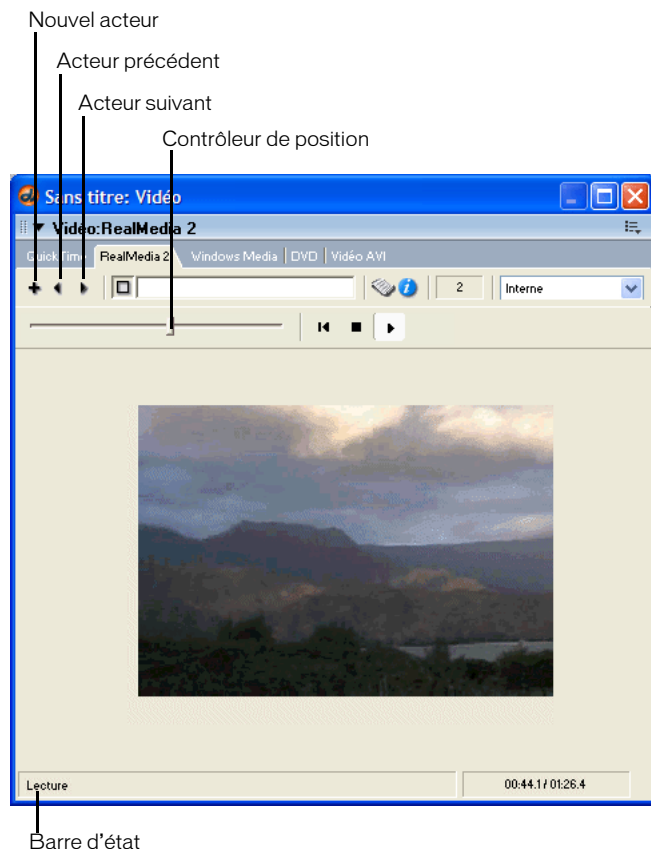 Nouvel acteur
Acteur précédent
Acteur suivant
Contrôleur de position
Sans titre: Vidéo
Vidéo:RealMedia 2
QuickTime RealMedia 2 Windows Media DVD Vidéo AVI
2 Interne
Lecture 00:44.1 / 01:26.4
Barre d'état